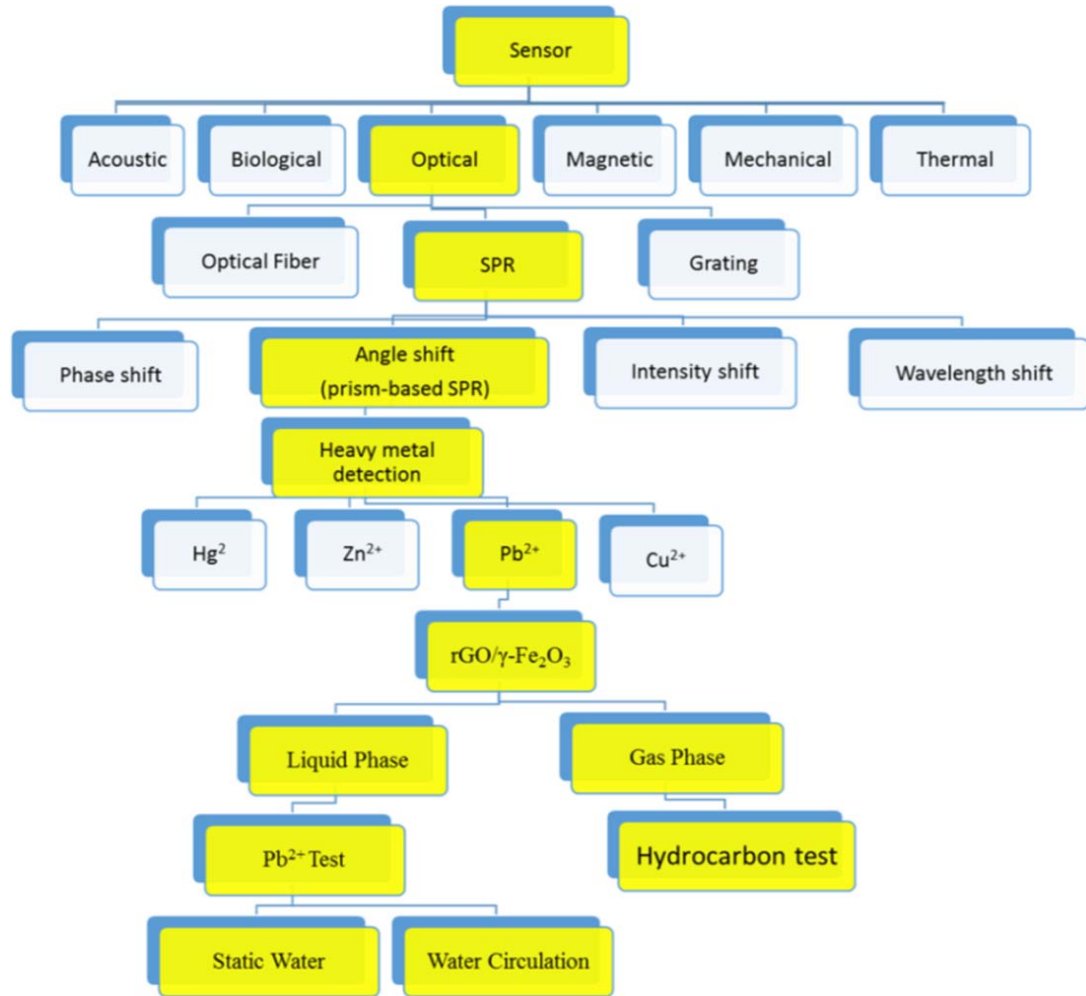 Sensor
Acoustic
Biological
Optical
Magnetic
Mechanical
Thermal
Optical Fiber
SPR
Grating
Phase shift
Angle shift
(prism-based SPR)
Intensity shift
Wavelength shift
Heavy metal
detection
Hg²
Zn²⁺
Pb²⁺
Cu²⁺
rGO/γ-Fe₂O₃
Liquid Phase
Gas Phase
Pb²⁺ Test
Hydrocarbon test
Static Water
Water Circulation